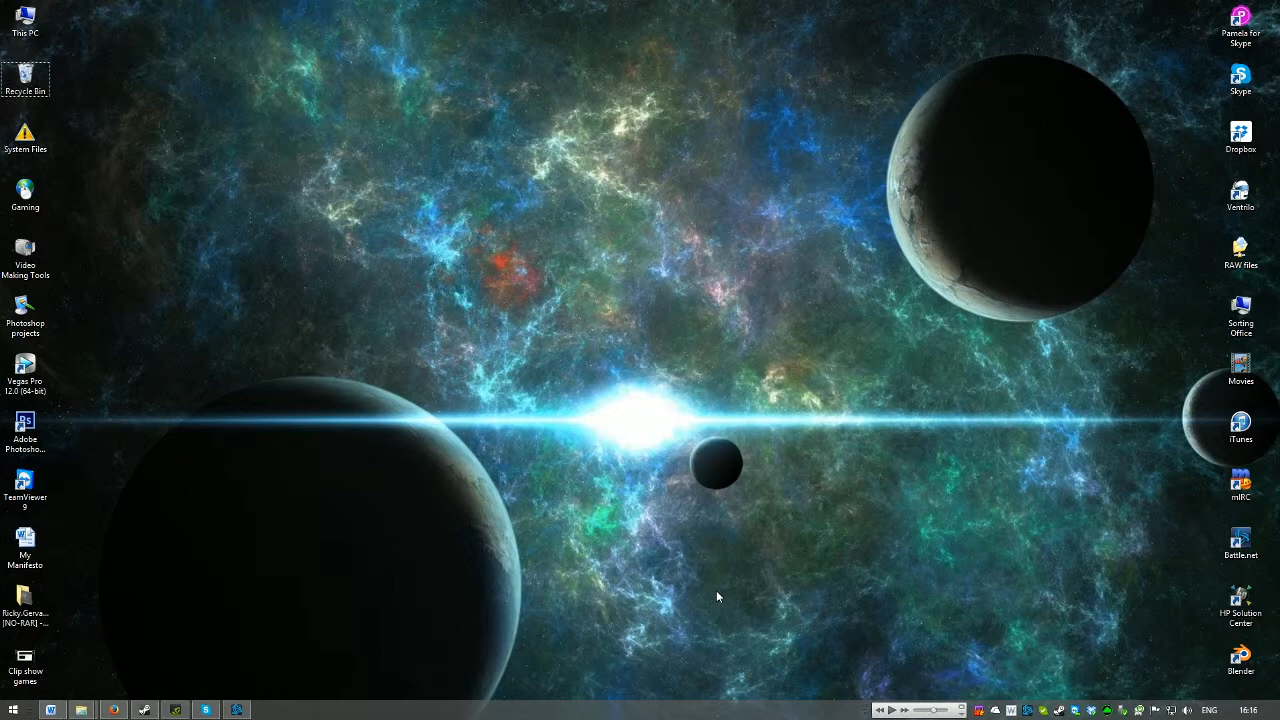 This PC
Recycle Bin
System Files
Gaming
Video
Making Tools
Photoshop
projects
Vegas Pro
12.0 (64-bit)
Adobe
Photosho...
TeamViewer
9
My
Manifesto
Ricky.Gerva...
[NO-RAR] -...
Clip show
games
Pamela for
Skype
Skype
Dropbox
Ventrilo
RAW files
Sorting
Office
Movies
iTunes
mIRC
Battle.net
HP Solution
Center
Blender
ENG
16:16